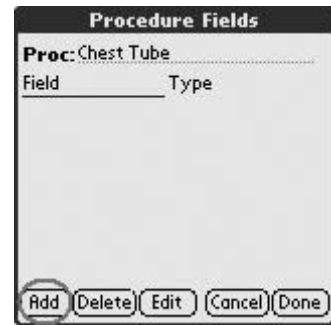 Procedure Fields
Proc: Chest Tube
Field Type
Add Delete Edit Cancel Done